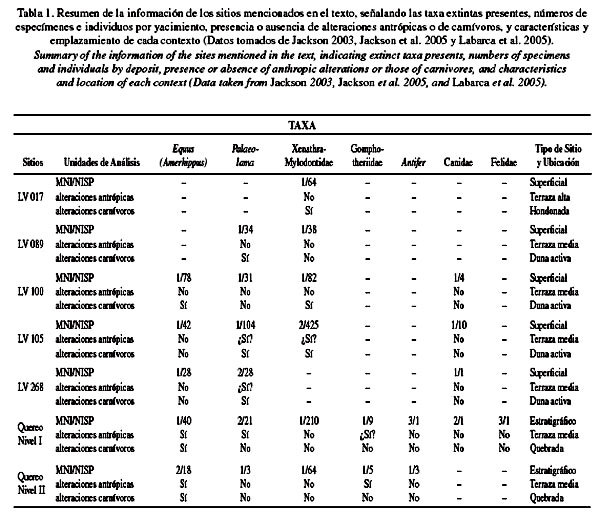 Tabla 1. Resumen de la información de los sitios mencionados en el texto, señalando las taxa extintas presentes, números de
especímenes e individuos por yacimiento, presencia o ausencia de alteraciones antrópicas o de carnívoros, y características y
emplazamiento de cada contexto (Datos tomados de Jackson 2003, Jackson et al. 2005 y Labarca et al. 2005).
Summary of the information of the sites mentioned in the text, indicating extinct taxa presents, numbers of specimens
and individuals by deposit, presence or absence of anthropic alterations or those of carnivores, and characteristics
and location of each context (Data taken from Jackson 2003, Jackson et al. 2005, and Labarca et al. 2005).
TAXA
Equus Palaeo- Xenathra- Gompho- Tipo de Sitio
Sitios Unidades de Análisis (Amerhippus) lama Mylodontidae theriidae Antifer Canidae Felidae y Ubicación
MNI/NISP – – 1/64 – – – – Superficial
LV 017 alteraciones antrópicas – – No – – – – Terraza alta
alteraciones carnívoros – – Sí – – – – Hondonada
MNI/NISP – 1/34 1/38 – – – – Superficial
LV 089 alteraciones antrópicas – No No – – – – Terraza media
alteraciones carnívoros – Sí No – – – – Duna activa
MNI/NISP 1/78 1/31 1/82 – – 1/4 – Superficial
LV 100 alteraciones antrópicas No No No – – No – Terraza media
alteraciones carnívoros Sí No Sí – – No – Duna activa
MNI/NISP 1/42 1/104 2/425 – – 1/10 – Superficial
LV 105 alteraciones antrópicas No ¿Sí? ¿Sí? – – No – Terraza media
alteraciones carnívoros No Sí Sí – – No – Duna activa
MNI/NISP 1/28 2/28 – – – 1/1 – Superficial
LV 268 alteraciones antrópicas No ¿Sí? – – – No – Terraza media
alteraciones carnívoros No Sí – – – No – Duna activa
MNI/NISP 1/40 2/21 1/210 1/9 3/1 2/1 3/1 Estratigráfico
Quereo Nivel I alteraciones antrópicas Sí Sí No ¿Sí? No No No Terraza media
alteraciones carnívoros Sí Sí No No No No No Quebrada
MNI/NISP 2/18 1/3 1/64 1/5 1/3 – – Estratigráfico
Quereo Nivel II alteraciones antrópicas Sí No No Sí No – – Terraza media
alteraciones carnívoros Sí No No No No – – Quebrada